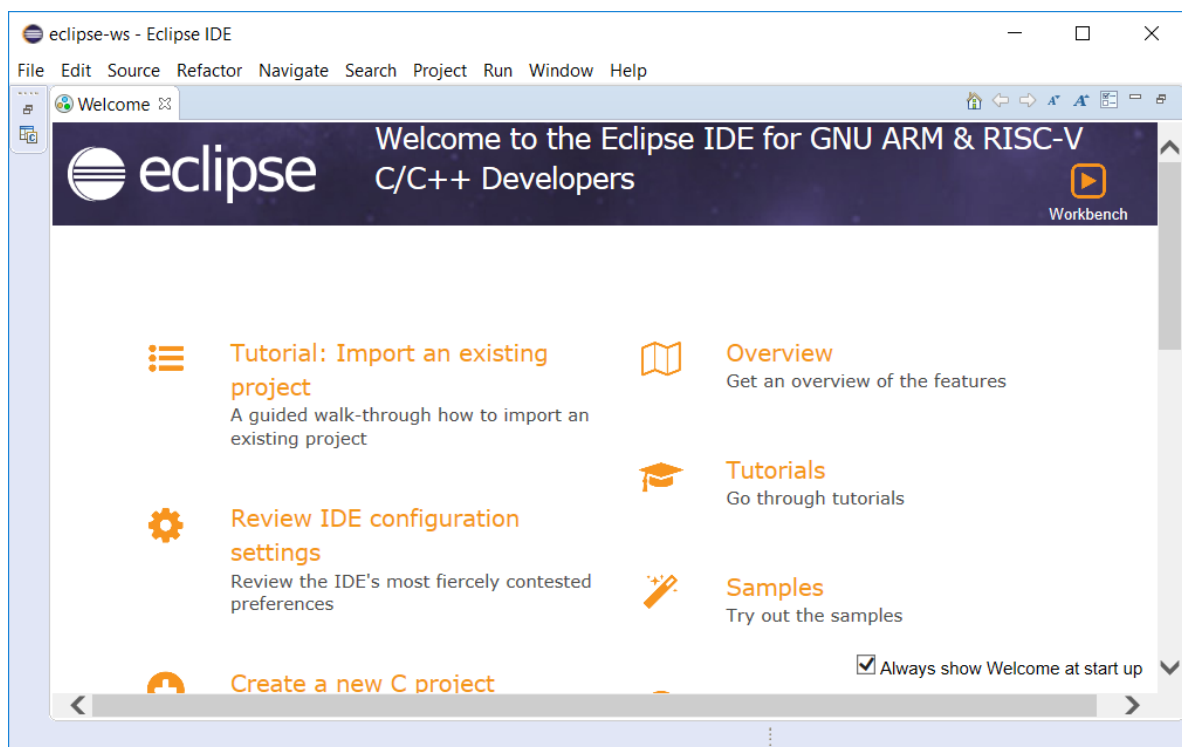 eclipse-ws - Eclipse IDE
File Edit Source Refactor Navigate Search Project Run Window Help
Welcome
eclipse
Welcome to the Eclipse IDE for GNU ARM & RISC-V
C/C++ Developers
Workbench
Tutorial: Import an existing
project
A guided walk-through how to import an
existing project
Review IDE configuration
settings
Review the IDE's most fiercely contested
preferences
Create a new C project
Overview
Get an overview of the features
Tutorials
Go through tutorials
Samples
Try out the samples
Always show Welcome at start up